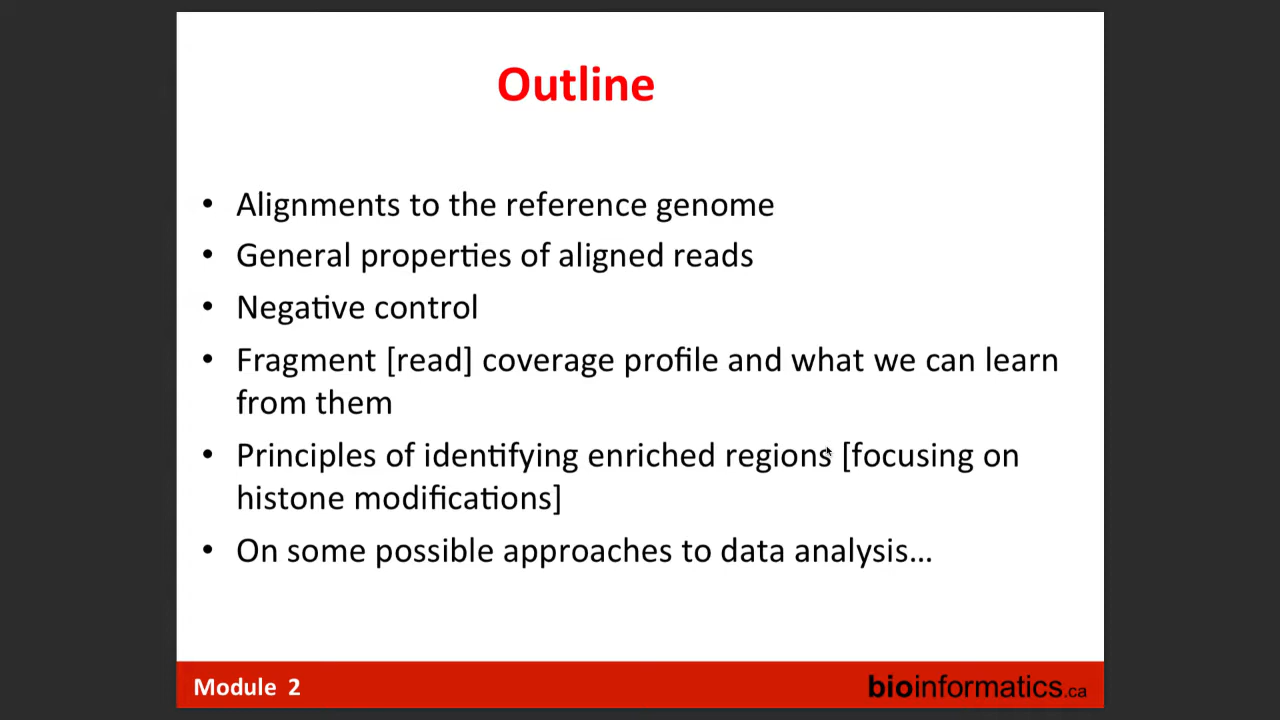 Outline
• Alignments to the reference genome
• General properties of aligned reads
• Negative control
• Fragment [read] coverage profile and what we can learn
from them
• Principles of identifying enriched regions [focusing on
histone modifications]
• On some possible approaches to data analysis…
Module 2
bioinformatics.ca